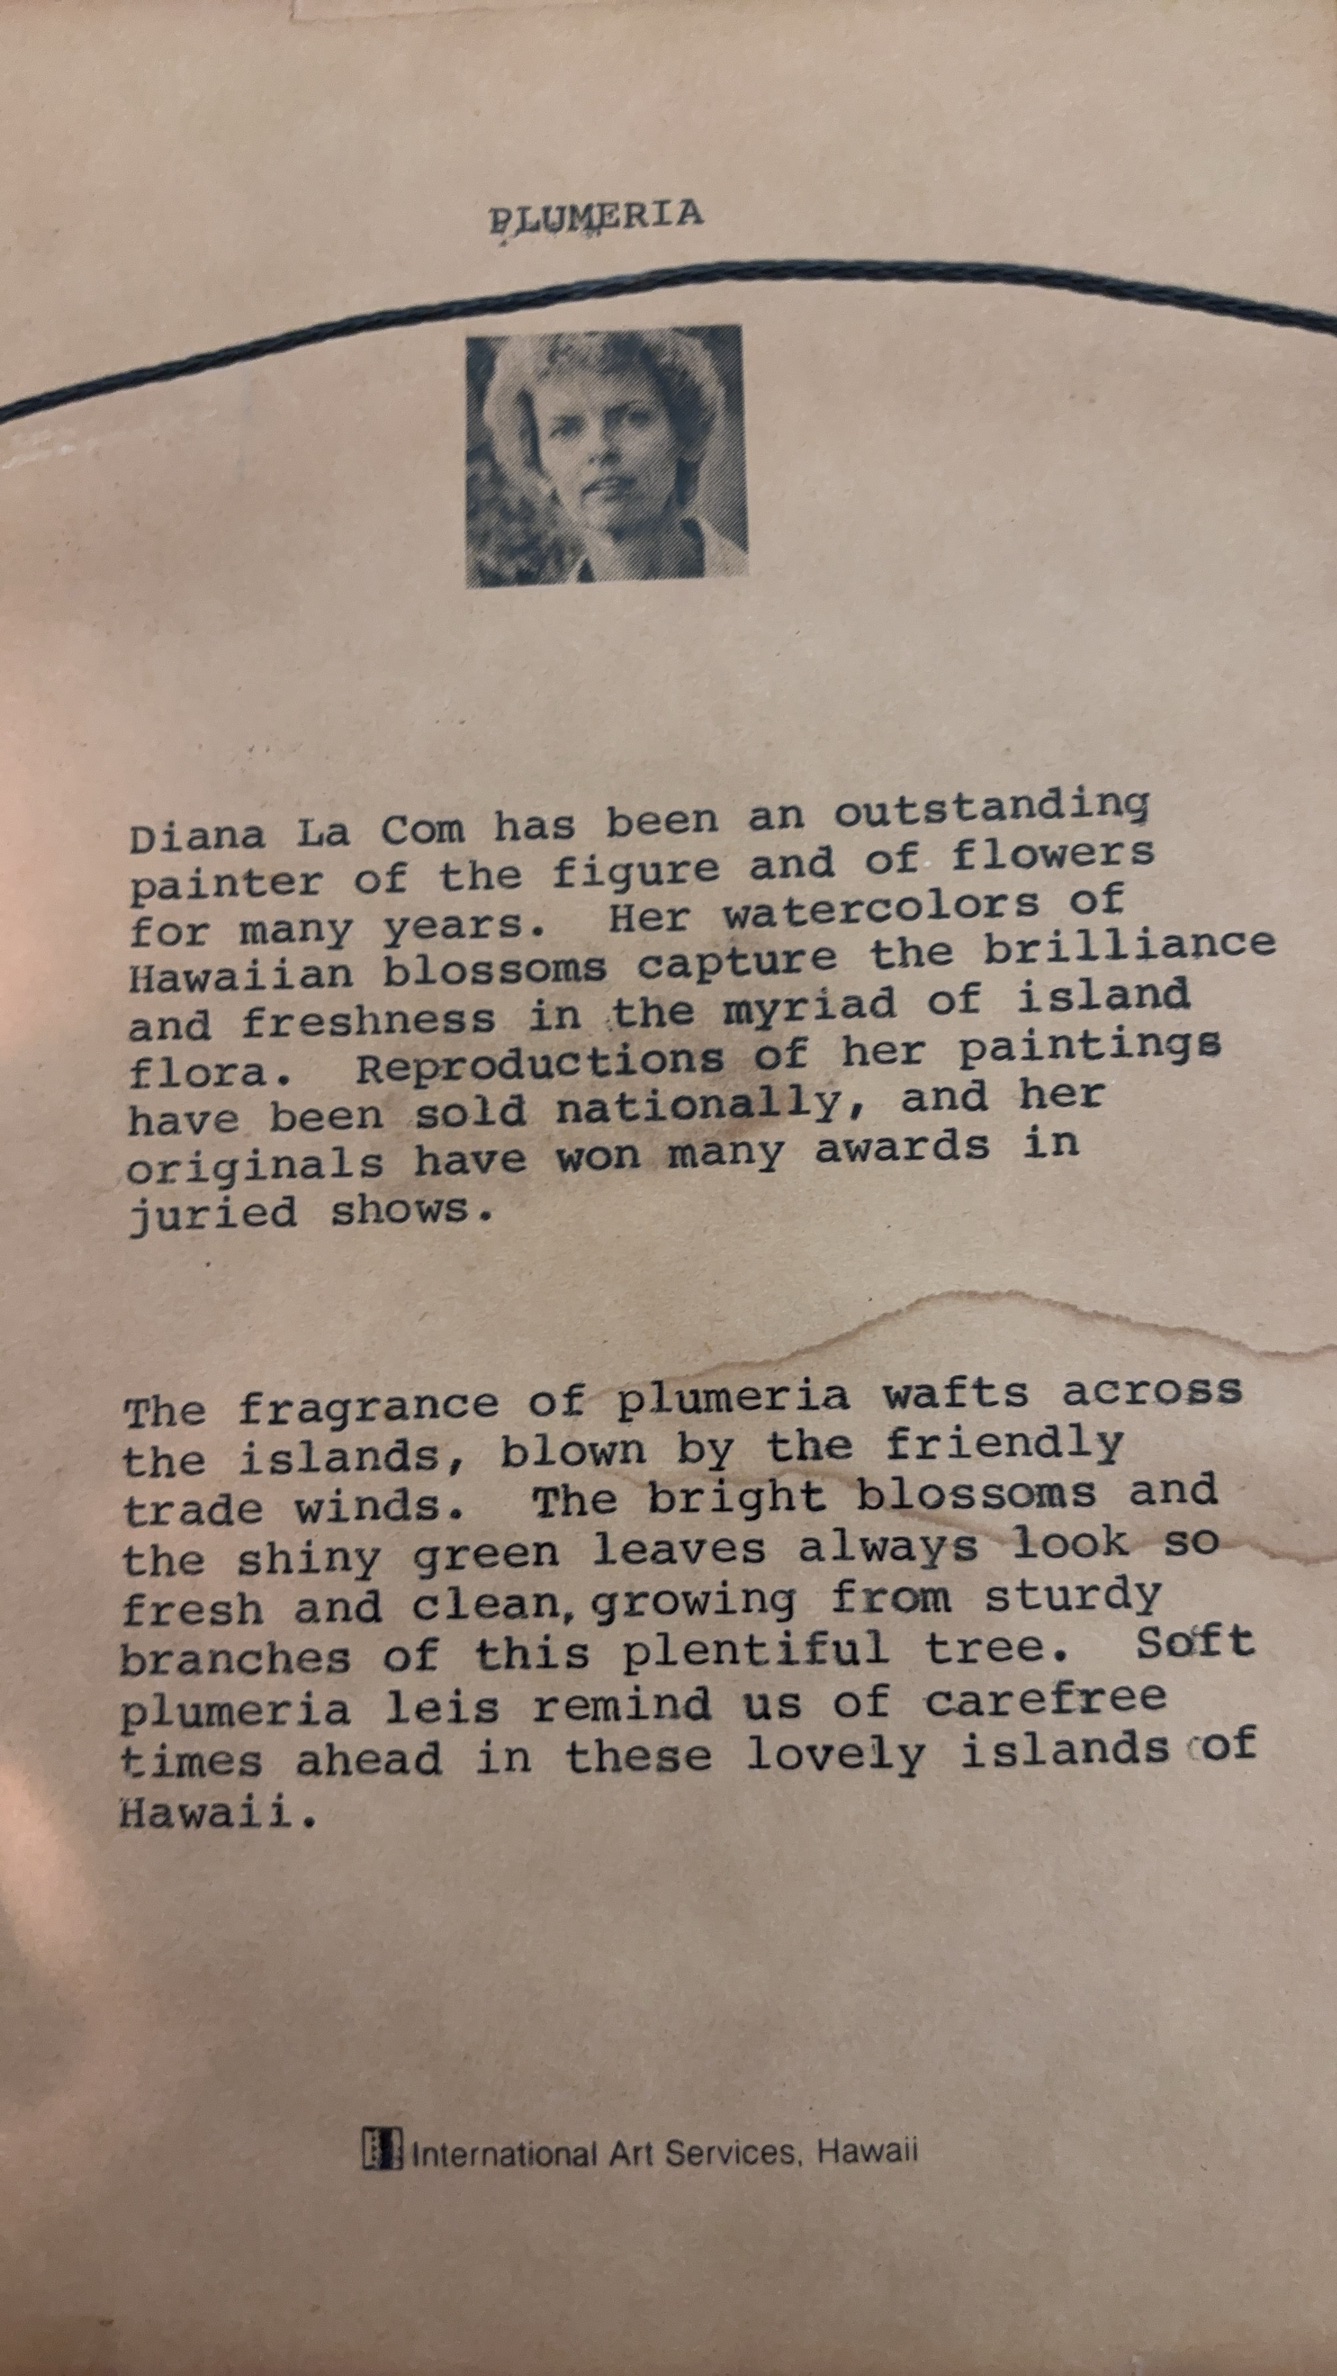 PLUMERIA
Diana La Com has been an outstanding
painter of the figure and of flowers
for many years.  Her watercolors of
Hawaiian blossoms capture the brilliance
and freshness in the myriad of island
flora.  Reproductions of her paintings
have been sold nationally, and her
originals have won many awards in
juried shows.
The fragrance of plumeria wafts across
the islands, blown by the friendly
trade winds.  The bright blossoms and
the shiny green leaves always look so
fresh and clean, growing from sturdy
branches of this plentiful tree.  Soft
plumeria leis remind us of carefree
times ahead in these lovely islands of
Hawaii.
International Art Services, Hawaii